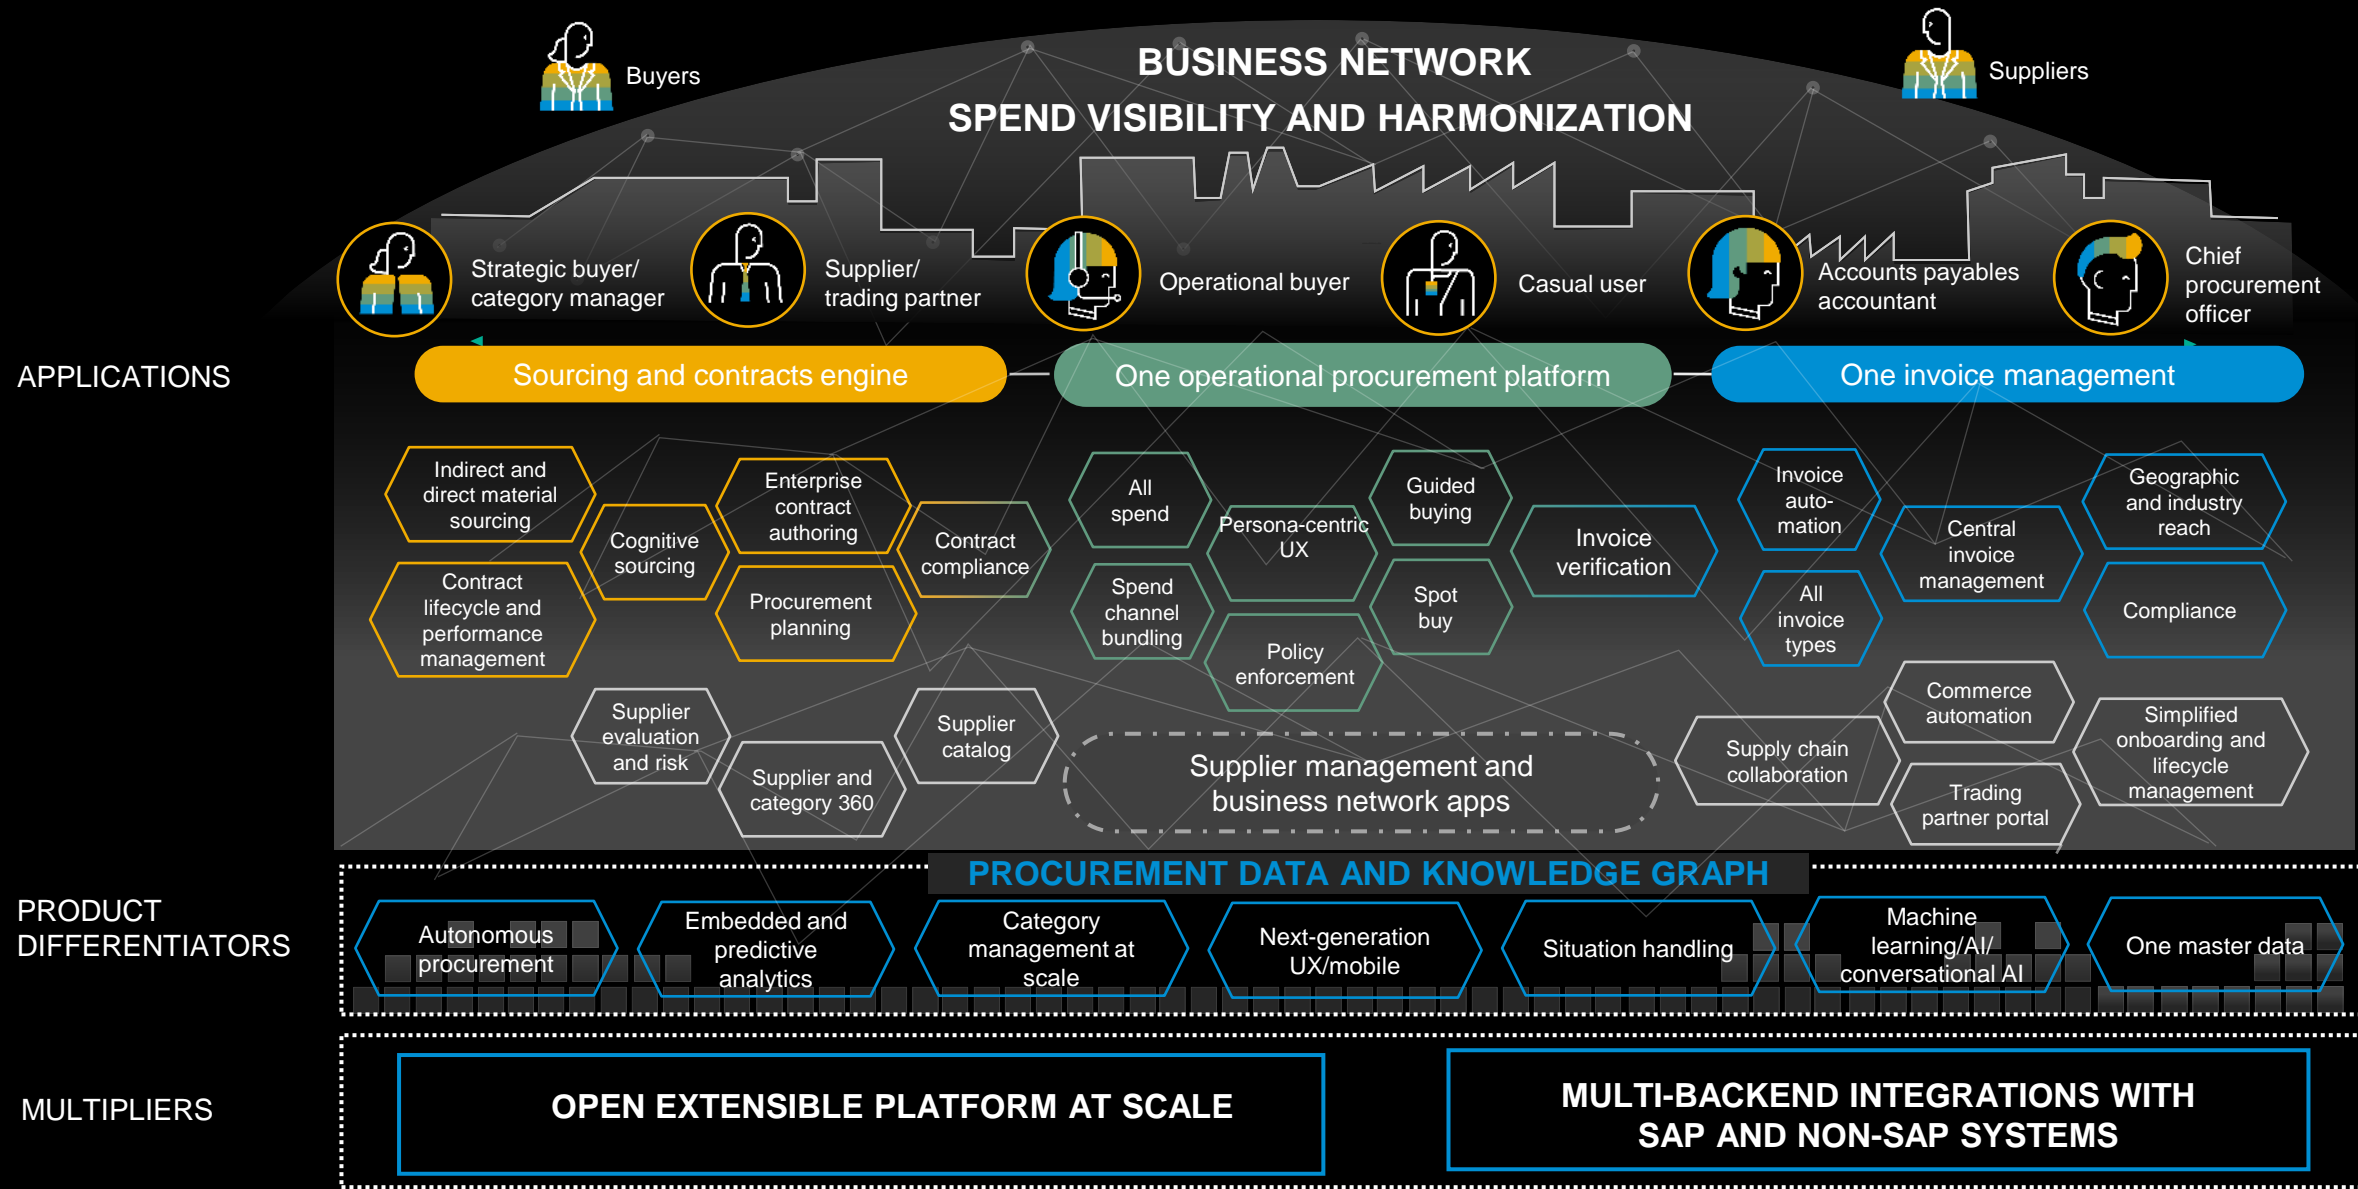 Buyers
BUSINESS NETWORK
SPEND VISIBILITY AND HARMONIZATION
Suppliers
Strategic buyer/
category manager
Supplier/
trading partner
Operational buyer
Casual user
Accounts payables
accountant
Chief
procurement
officer
APPLICATIONS
Sourcing and contracts engine
One operational procurement platform
One invoice management
Indirect and
direct material
sourcing
Cognitive
sourcing
Enterprise
contract
authoring
Contract
compliance
Contract
lifecycle and
performance
management
Procurement
planning
All
spend
Persona-centric
UX
Guided
buying
Invoice
verification
Spend
channel
bundling
Policy
enforcement
Spot
buy
Invoice
auto-
mation
Central
invoice
management
Geographic
and industry
reach
All
invoice
types
Compliance
Supplier
evaluation
and risk
Supplier and
category 360
Supplier
catalog
Supplier management and
business network apps
Supply chain
collaboration
Commerce
automation
Trading
partner portal
Simplified
onboarding and
lifecycle
management
PROCUREMENT DATA AND KNOWLEDGE GRAPH
PRODUCT
DIFFERENTIATORS
Autonomous
procurement
Embedded and
predictive
analytics
Category
management at
scale
Next-generation
UX/mobile
Situation handling
Machine
learning/AI/
conversational AI
One master data
MULTIPLIERS
OPEN EXTENSIBLE PLATFORM AT SCALE
MULTI-BACKEND INTEGRATIONS WITH
SAP AND NON-SAP SYSTEMS